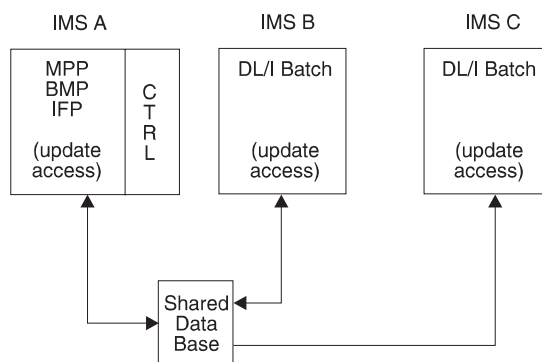 IMS A
IMS B
IMS C
MPP
BMP
IFP
(update
access)
C
T
R
L
DL/I Batch
(update
access)
DL/I Batch
(update
access)
Shared
Data
Base